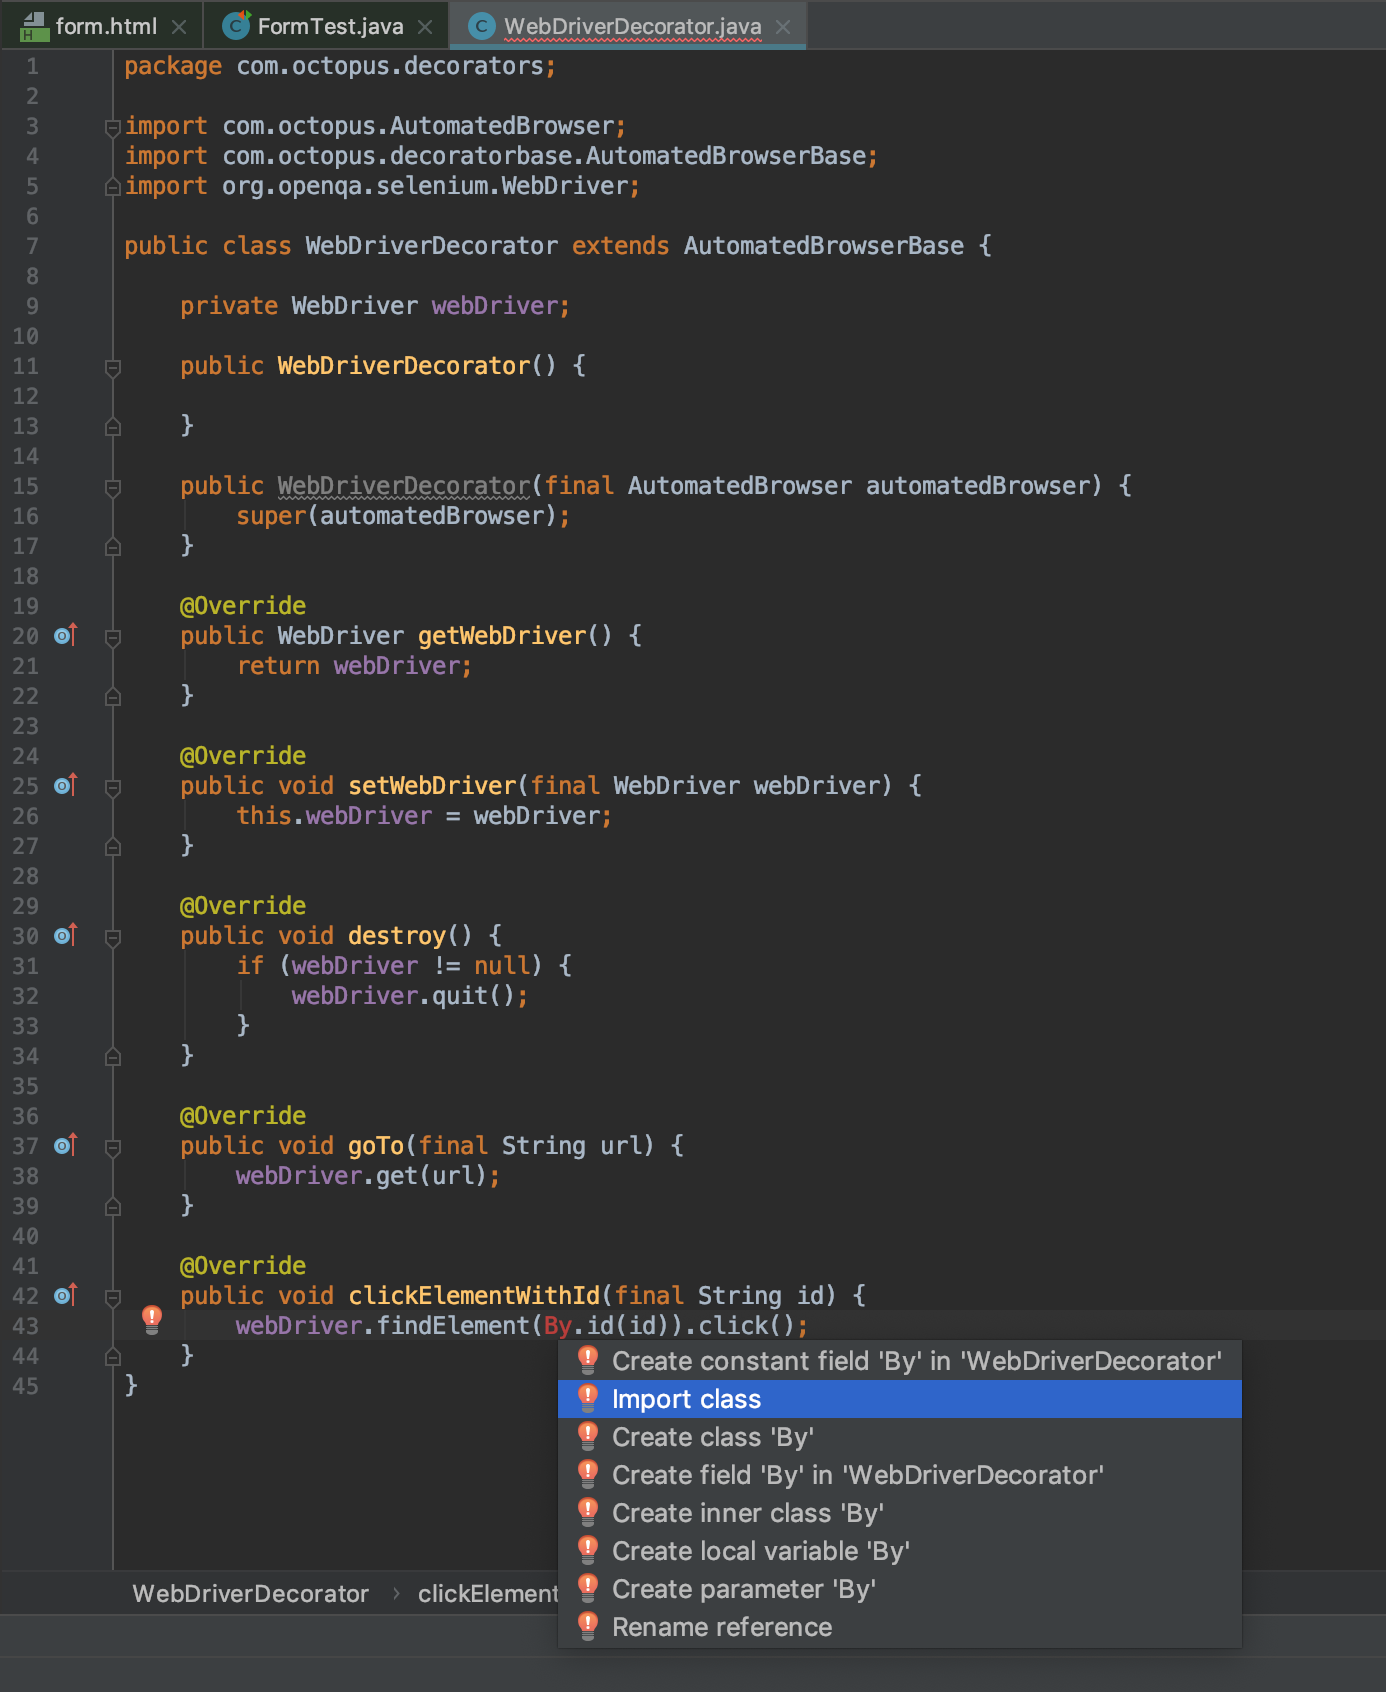 form.html
FormTest.java
WebDriverDecorator.java
1 package com.octopus.decorators;
2
3 import com.octopus.AutomatedBrowser;
4 import com.octopus.decoratorbase.AutomatedBrowserBase;
5 import org.openqa.selenium.WebDriver;
6
7 public class WebDriverDecorator extends AutomatedBrowserBase {
8
9     private WebDriver webDriver;
10
11     public WebDriverDecorator() {
12
13     }
14
15     public WebDriverDecorator(final AutomatedBrowser automatedBrowser) {
16         super(automatedBrowser);
17     }
18
19     @Override
20     public WebDriver getWebDriver() {
21         return webDriver;
22     }
23
24     @Override
25     public void setWebDriver(final WebDriver webDriver) {
26         this.webDriver = webDriver;
27     }
28
29     @Override
30     public void destroy() {
31         if (webDriver != null) {
32             webDriver.quit();
33         }
34     }
35
36     @Override
37     public void goTo(final String url) {
38         webDriver.get(url);
39     }
40
41     @Override
42     public void clickElementWithId(final String id) {
43         webDriver.findElement(By.id(id)).click();
44     }
45 }
Create constant field 'By' in 'WebDriverDecorator'
Import class
Create class 'By'
Create field 'By' in 'WebDriverDecorator'
Create inner class 'By'
Create local variable 'By'
Create parameter 'By'
Rename reference
WebDriverDecorator › clickElement